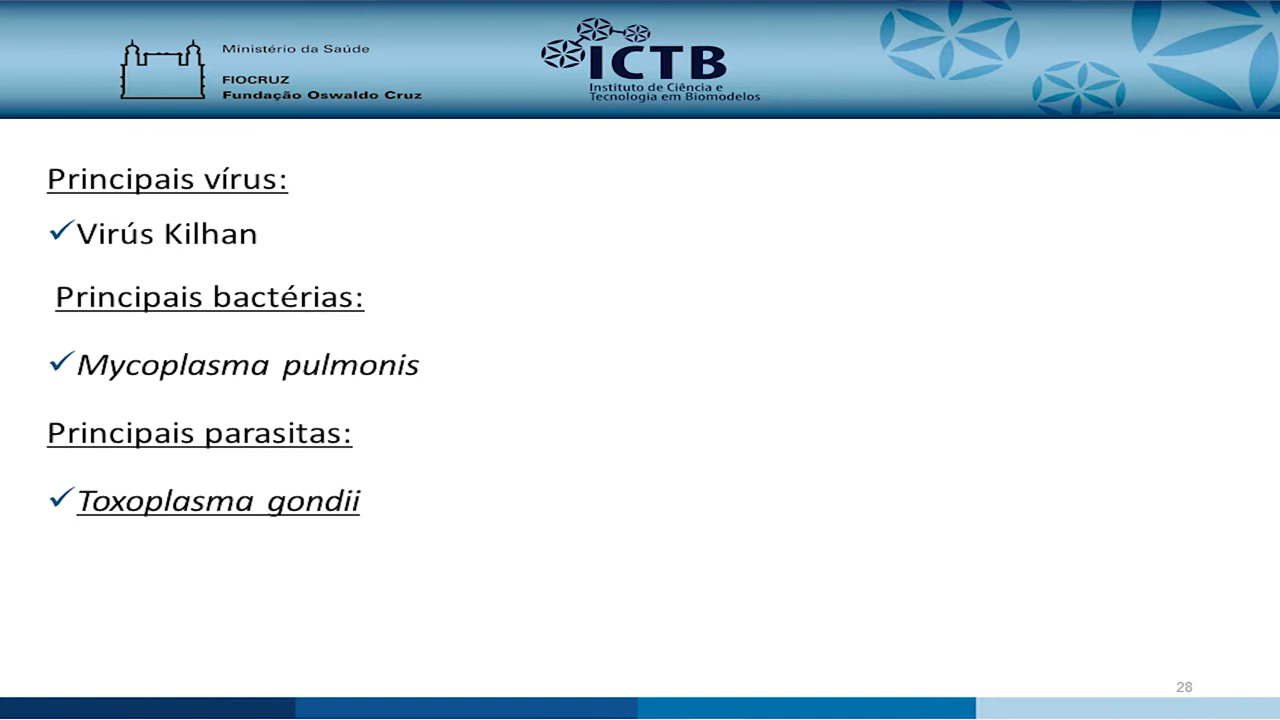 Ministério da Saúde
FIOCRUZ
Fundação Oswaldo Cruz
ICTB
Instituto de Ciência e
Tecnologia em Biomodelos
Principais vírus:
Virús Kilhan
Principais bactérias:
Mycoplasma pulmonis
Principais parasitas:
Toxoplasma gondii
28